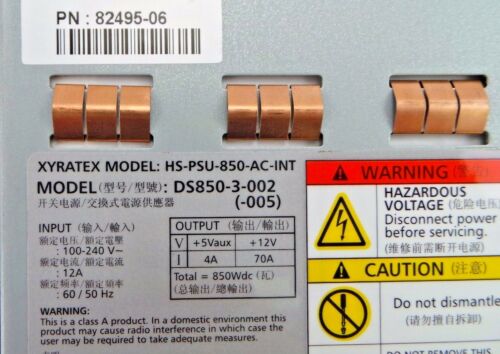 PN : 82495-06
XYRATEX MODEL: HS-PSU-850-AC-INT
MODEL(型号/型號): DS850-3-002
开关电源/交換式電源供應器 (-005)
INPUT (输入/輸入)
额定电压/額定電壓
: 100-240 V~
额定电流/額定電流
: 12A
额定频率/額定頻率
: 60 / 50 Hz
OUTPUT (输出/輸出)
V +5Vaux +12V
I 4A 70A
Total = 850Wdc (瓦)
(总输出/總輸出)
WARNING:
This is a class A product. In a domestic environment this
product may cause radio interference in which case the
user may be required to take adequate measures.
WARNING (警告)
HAZARDOUS
VOLTAGE (危险电压)
Disconnect power
before servicing.
(维修前需断开电源)
CAUTION (注意)
Do not dismantle
(请勿擅自拆卸)
DO NOT REMOVE THIS